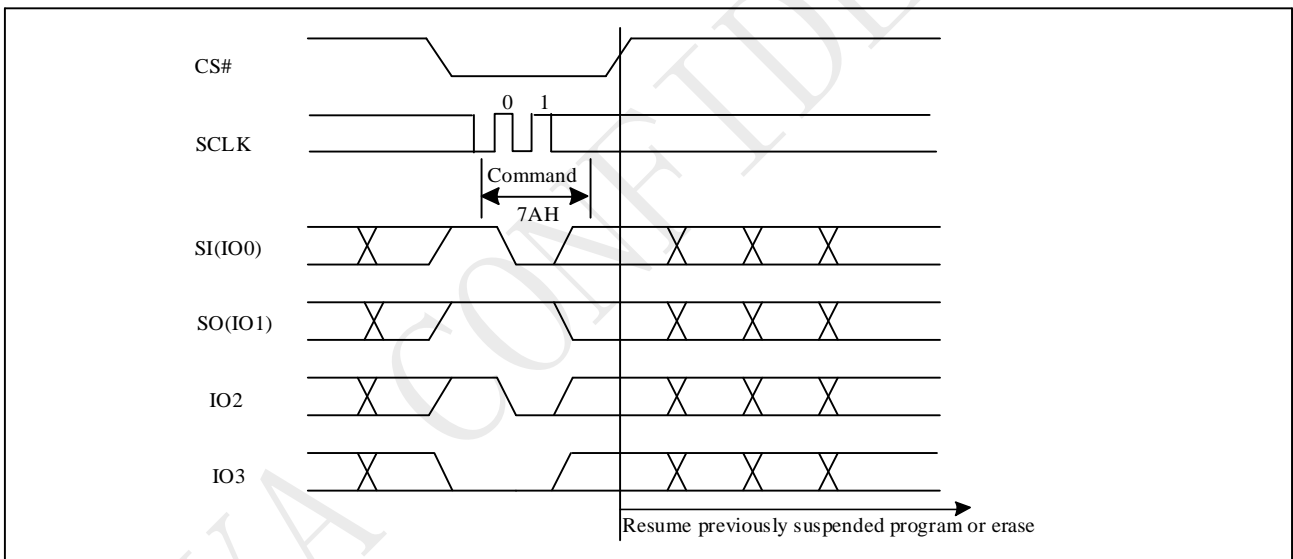 CS#
0 1
SCLK
Command
7AH
SI(IO0)
SO(IO1)
IO2
IO3
Resume previously suspended program or erase